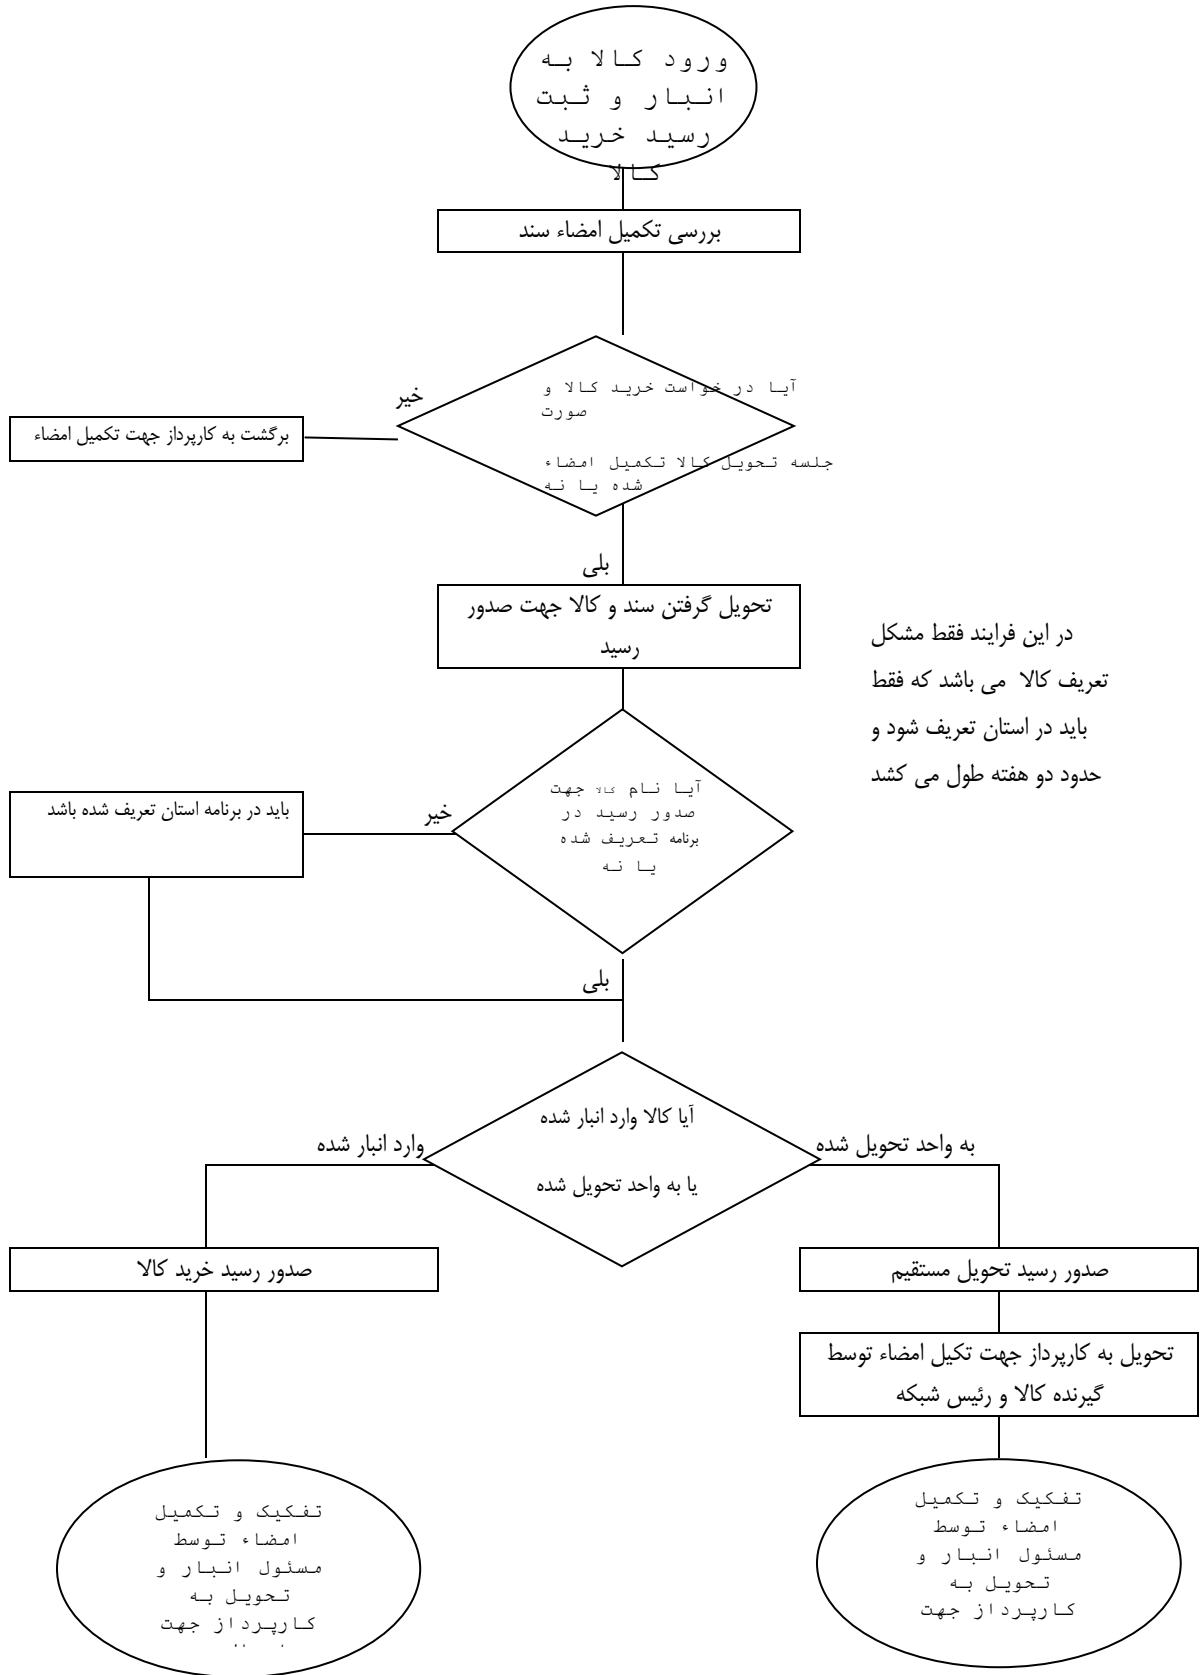 ورود کالا به
انبار و ثبت
رسید خرید
کالا
بررسی تکمیل امضاء سند
آیا در خواست خرید کالا و
صورت
جلسه تحویل کالا تکمیل امضاء
شده یا نه
خیر
برگشت به کارپرداز جهت تکمیل امضاء
بلی
تحویل گرفتن سند و کالا جهت صدور
رسید
در این فرایند فقط مشکل
تعریف کالا می باشد که فقط
باید در استان تعریف شود و
حدود دو هفته طول می کشد
آیا نام کالا جهت
صدور رسید در
برنامه تعریف شده
یا نه
خیر
باید در برنامه استان تعریف شده باشد
بلی
آیا کالا وارد انبار شده
یا به واحد تحویل شده
به واحد تحویل شده
وارد انبار شده
صدور رسید تحویل مستقیم
صدور رسید خرید کالا
تحویل به کارپرداز جهت تکیل امضاء توسط
گیرنده کالا و رئیس شبکه
تفکیک و تکمیل
امضاء توسط
مسئول انبار و
تحویل به
کارپرداز جهت
تفکیک و تکمیل
امضاء توسط
مسئول انبار و
تحویل به
کارپرداز جهت